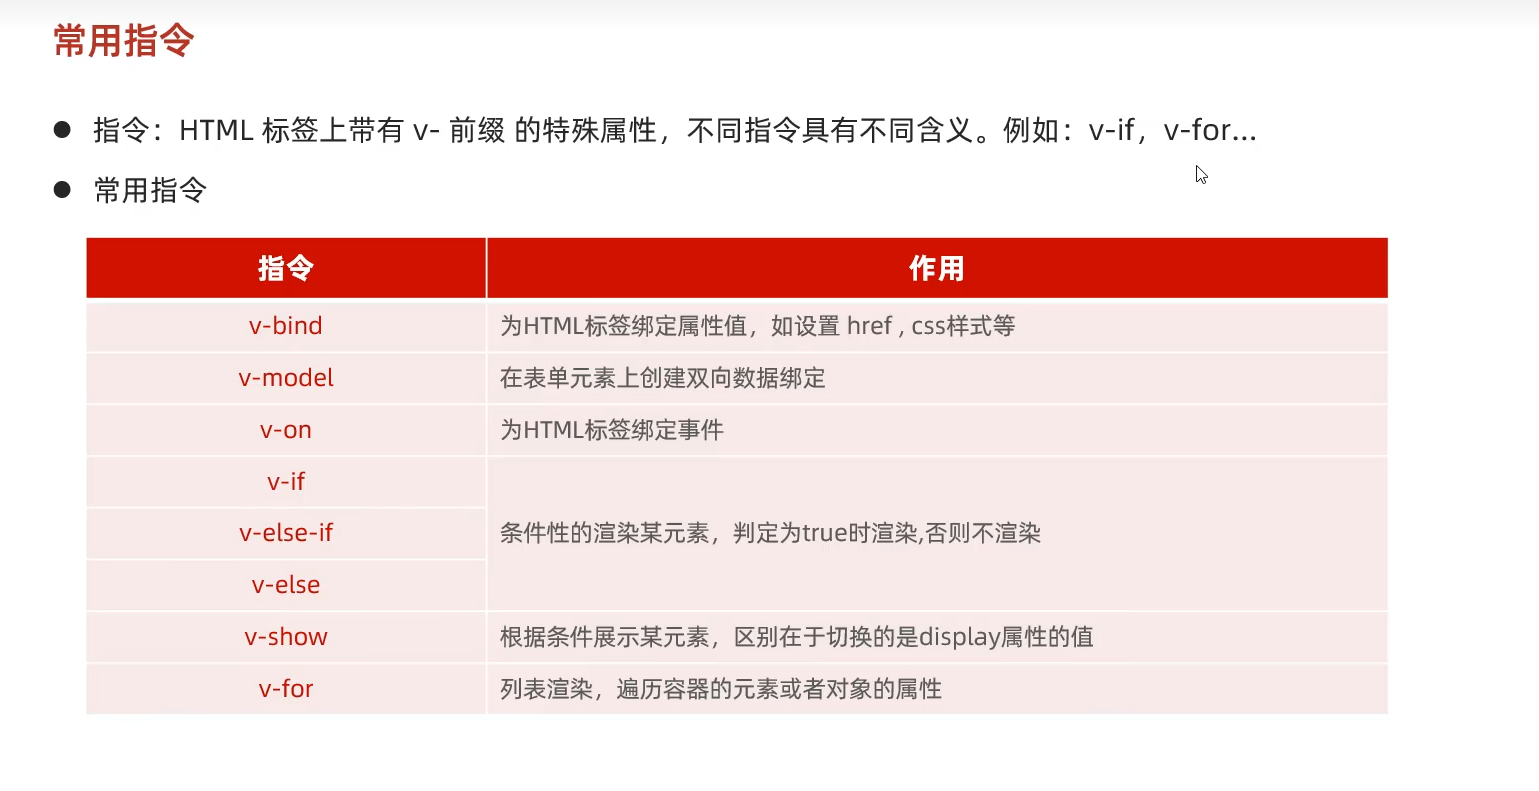 常用指令
指令：HTML 标签上带有 v- 前缀 的特殊属性，不同指令具有不同含义。例如：v-if，v-for…
常用指令
指令 作用
v-bind 为HTML标签绑定属性值，如设置 href , css样式等
v-model 在表单元素上创建双向数据绑定
v-on 为HTML标签绑定事件
v-if
v-else-if 条件性的渲染某元素，判定为true时渲染,否则不渲染
v-else
v-show 根据条件展示某元素，区别在于切换的是display属性的值
v-for 列表渲染，遍历容器的元素或者对象的属性